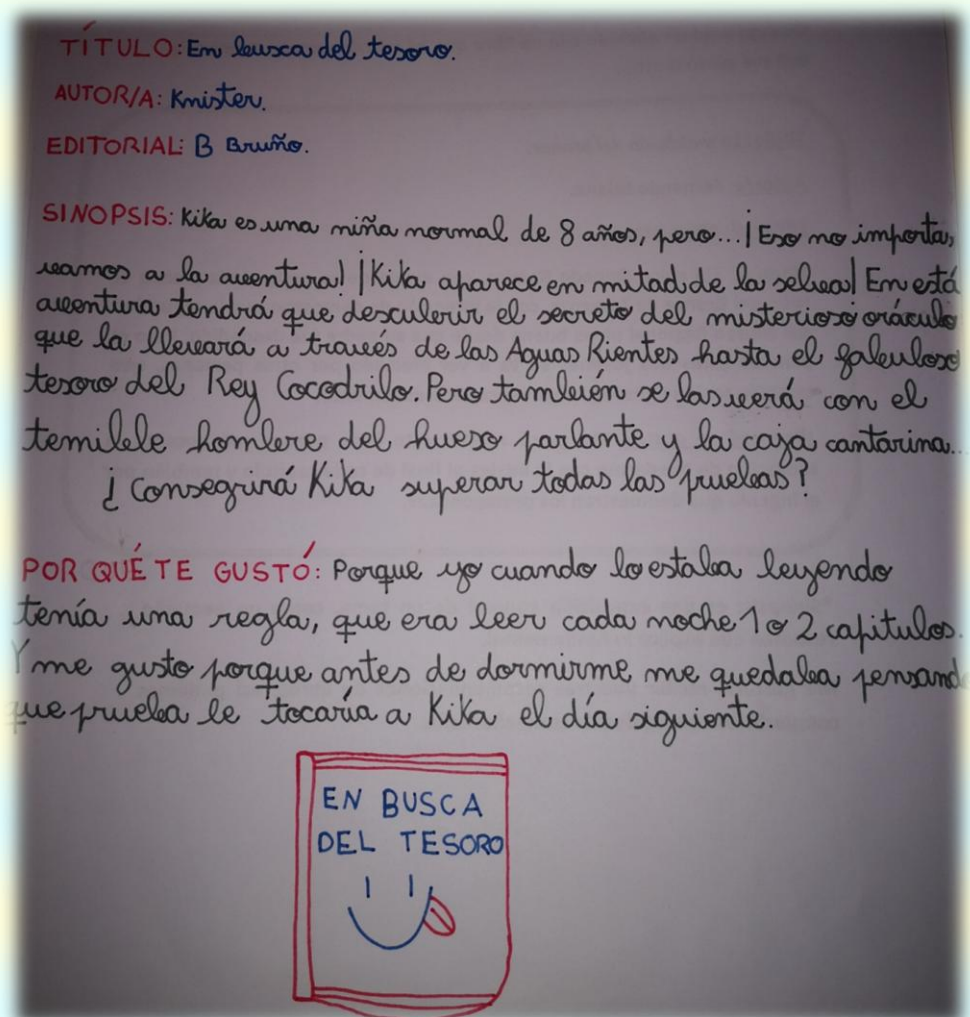 TÍTULO: En busca del tesoro.
AUTOR/A: Knister.
EDITORIAL: B Bruño.
SINOPSIS: Kika es una niña normal de 8 años, pero... ¡Eso no importa,
vamos a la aventura! ¡Kika aparece en mitad de la selva! En está
aventura tendrá que descubrir el secreto del misterioso oráculo
que la llevará a través de las Aguas Rientes hasta el fabuloso
tesoro del Rey Cocodrilo. Pero también se las verá con el
temible hombre del hueso parlante y la caja cantarina...
¿Conseguirá Kika superar todas las pruebas?
POR QUÉ TE GUSTÓ: Porque yo cuando lo estaba leyendo
tenía una regla, que era leer cada noche 1 o 2 capitulos.
Y me gusto porque antes de dormirme me quedaba pensando
que prueba le tocaría a Kika el día siguiente.
EN BUSCA
DEL TESORO